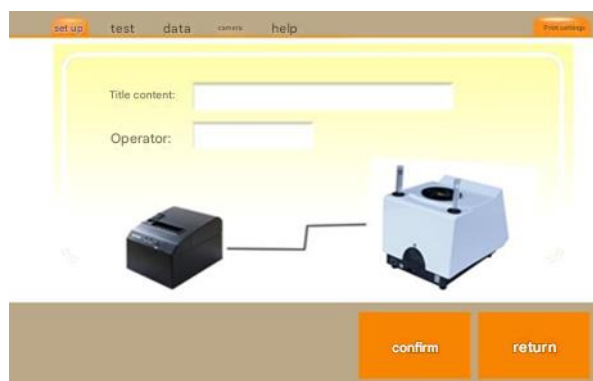 set up test data camera help Print settings
Title content:
Operator:
confirm return